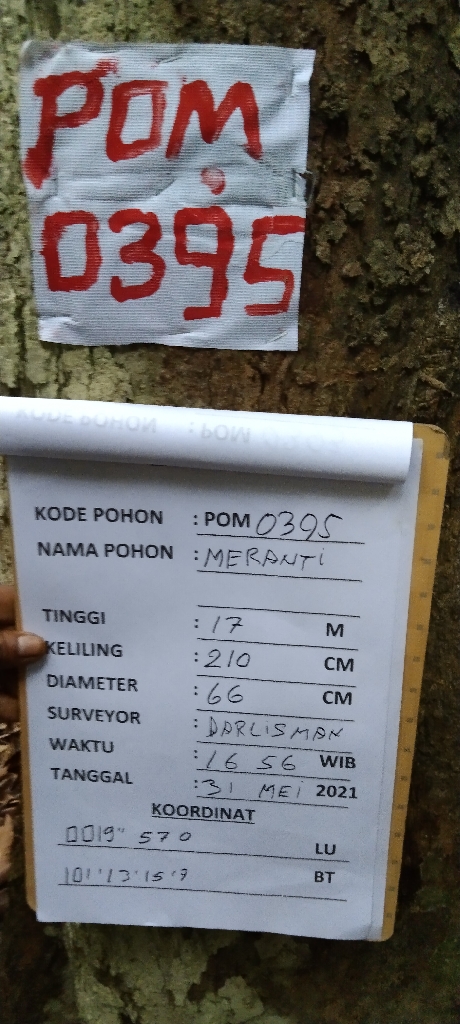 POM
0395
KODE POHON : POM 0395
NAMA POHON : MERANTI
TINGGI : 17 M
KELILING : 210 CM
DIAMETER : 66 CM
SURVEYOR : DARLISMAN
WAKTU : 16 56 WIB
TANGGAL : 31 MEI 2021
KOORDINAT
0019" 570 LU
101'13'15'9 BT